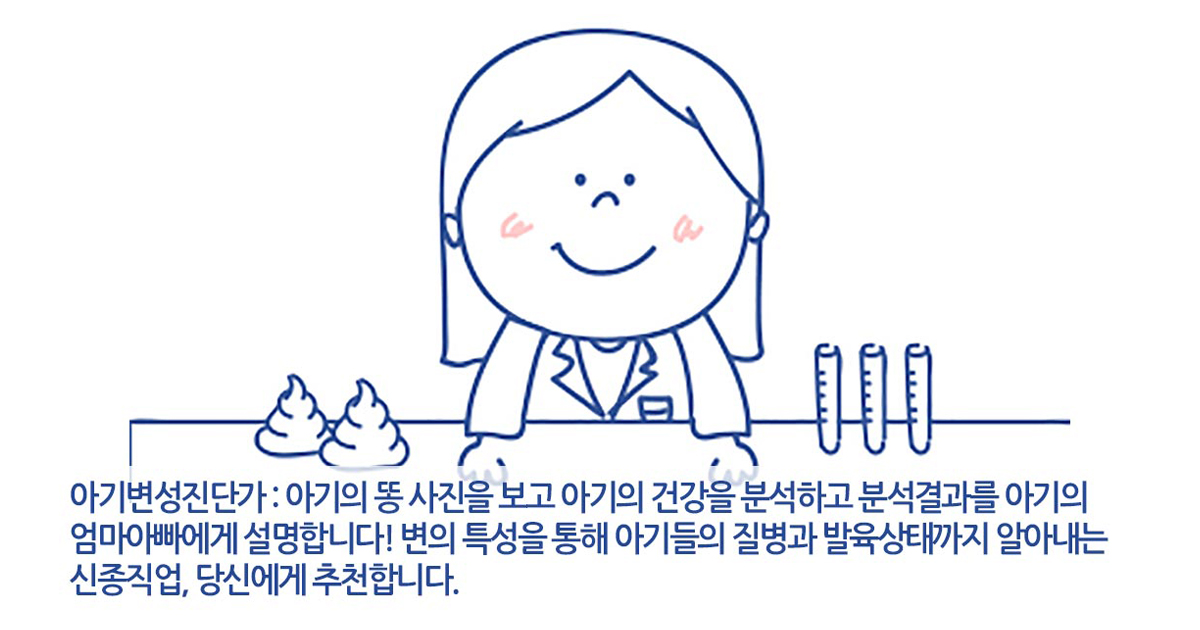 아기변성진단가 : 아기의 똥 사진을 보고 아기의 건강을 분석하고 분석결과를 아기의
엄마아빠에게 설명합니다! 변의 특성을 통해 아기들의 질병과 발육상태까지 알아내는
신종직업, 당신에게 추천합니다.